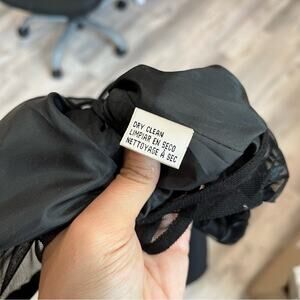 DRY CLEAN
LIMPIAR EN SECO
NETTOYAGE À SEC